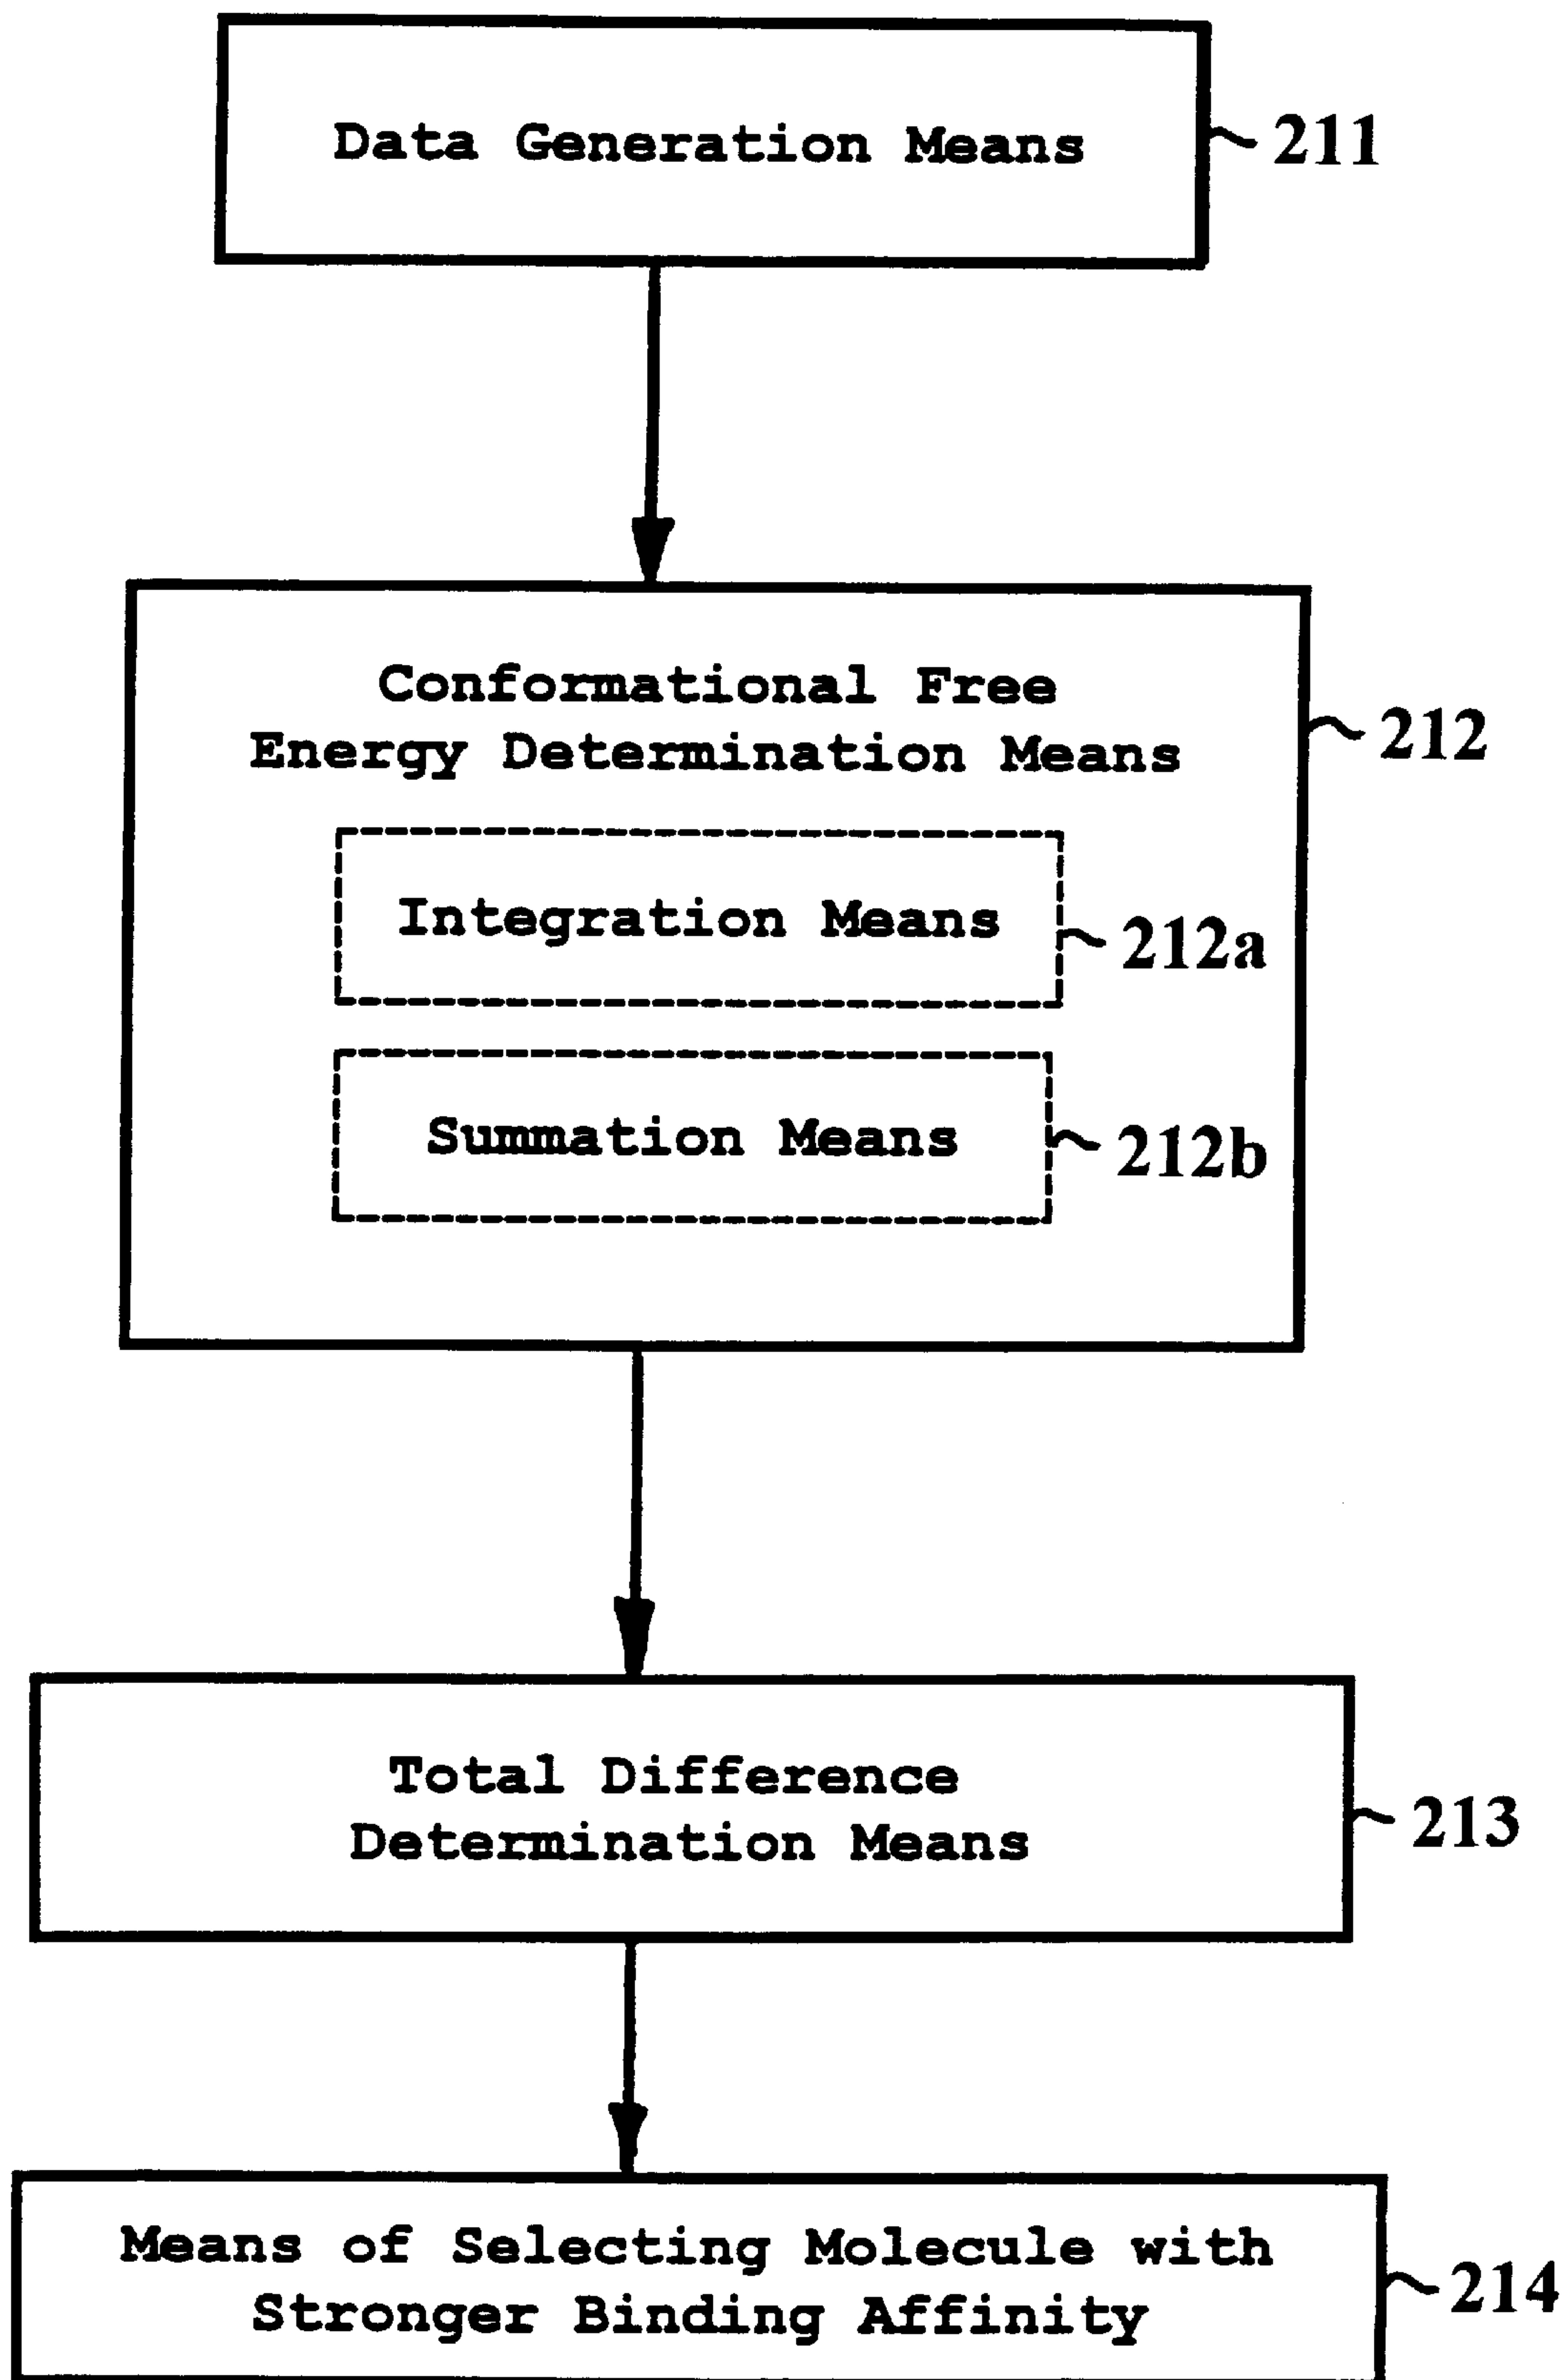 Data Generation Means
211
Conformational Free
Energy Determination Means
212
Integration Means
212a
Summation Means
212b
Total Difference
Determination Means
213
Means of Selecting Molecule with
Stronger Binding Affinity
214